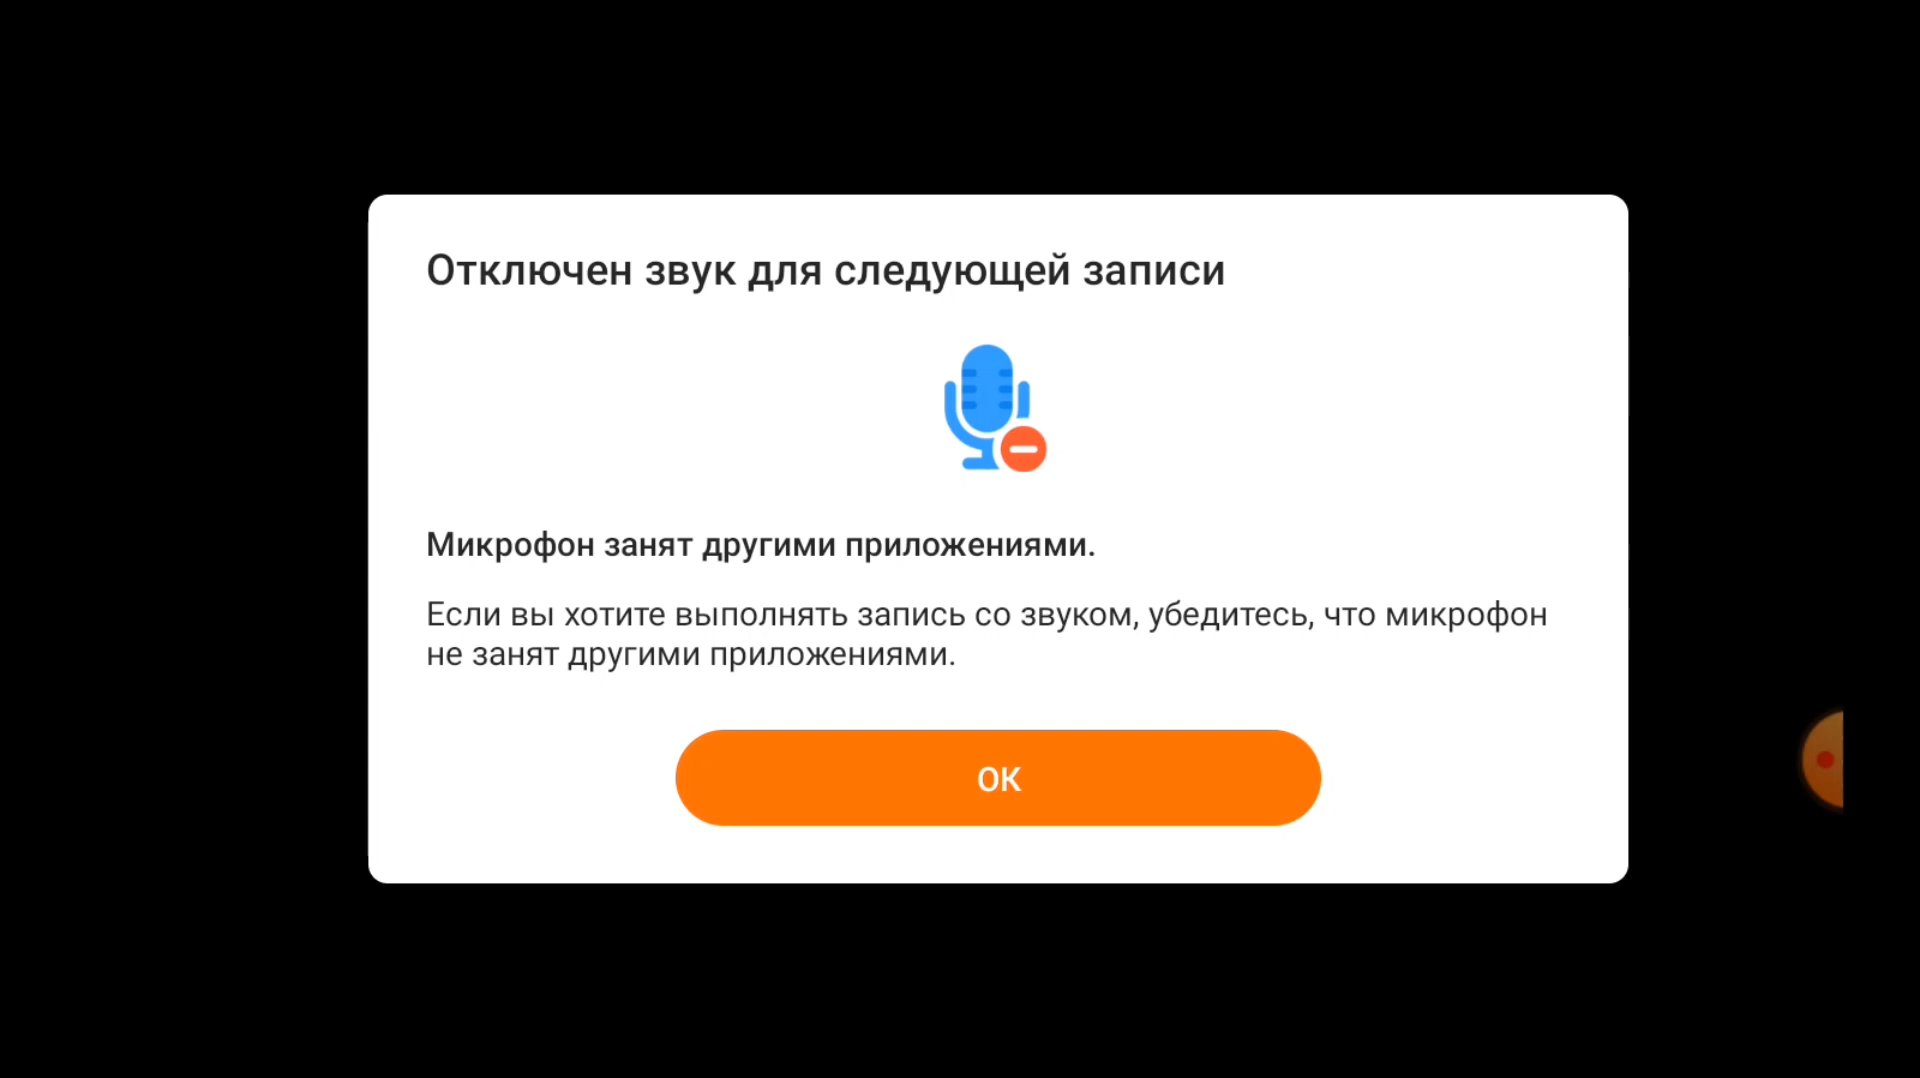 Отключен звук для следующей записи
Микрофон занят другими приложениями.
Если вы хотите выполнять запись со звуком, убедитесь, что микрофон
не занят другими приложениями.
ОК